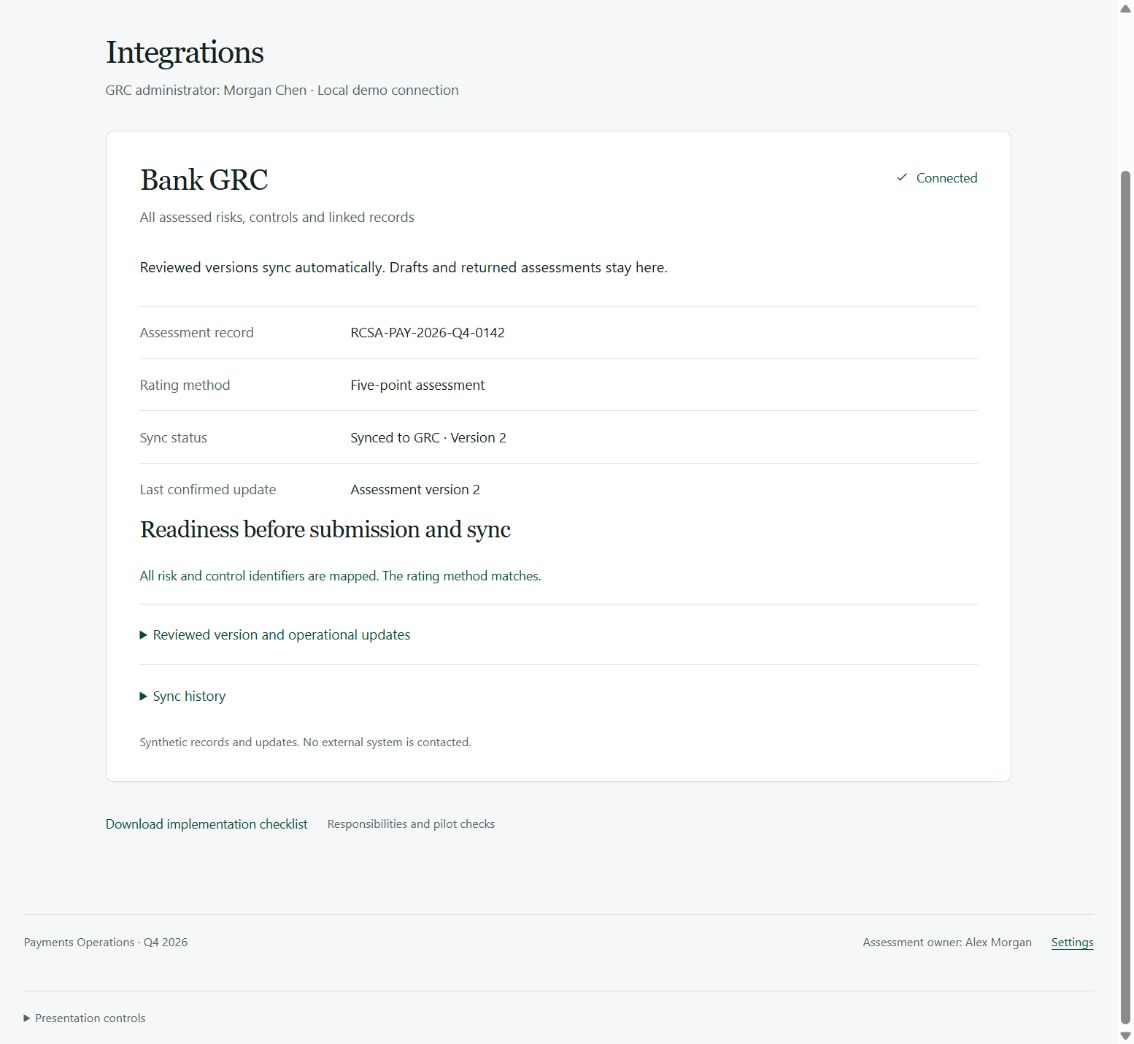 Integrations
GRC administrator: Morgan Chen · Local demo connection
Bank GRC
Connected
All assessed risks, controls and linked records
Reviewed versions sync automatically. Drafts and returned assessments stay here.
Assessment record RCSA-PAY-2026-Q4-0142
Rating method Five-point assessment
Sync status Synced to GRC · Version 2
Last confirmed update Assessment version 2
Readiness before submission and sync
All risk and control identifiers are mapped. The rating method matches.
Reviewed version and operational updates
Sync history
Synthetic records and updates. No external system is contacted.
Download implementation checklist Responsibilities and pilot checks
Payments Operations · Q4 2026 Assessment owner: Alex Morgan Settings
Presentation controls